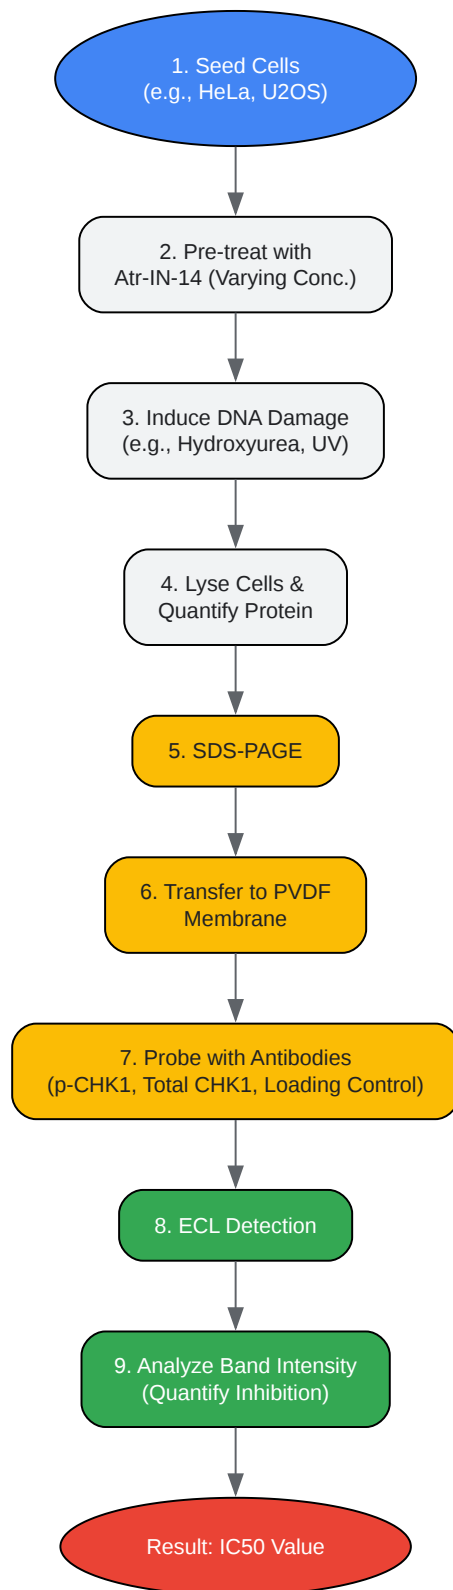 1. Seed Cells
(e.g., HeLa, U2OS)
2. Pre-treat with
Atr-IN-14 (Varying Conc.)
3. Induce DNA Damage
(e.g., Hydroxyurea, UV)
4. Lyse Cells &
Quantify Protein
5. SDS-PAGE
6. Transfer to PVDF
Membrane
7. Probe with Antibodies
(p-CHK1, Total CHK1, Loading Control)
8. ECL Detection
9. Analyze Band Intensity
(Quantify Inhibition)
Result: IC50 Value